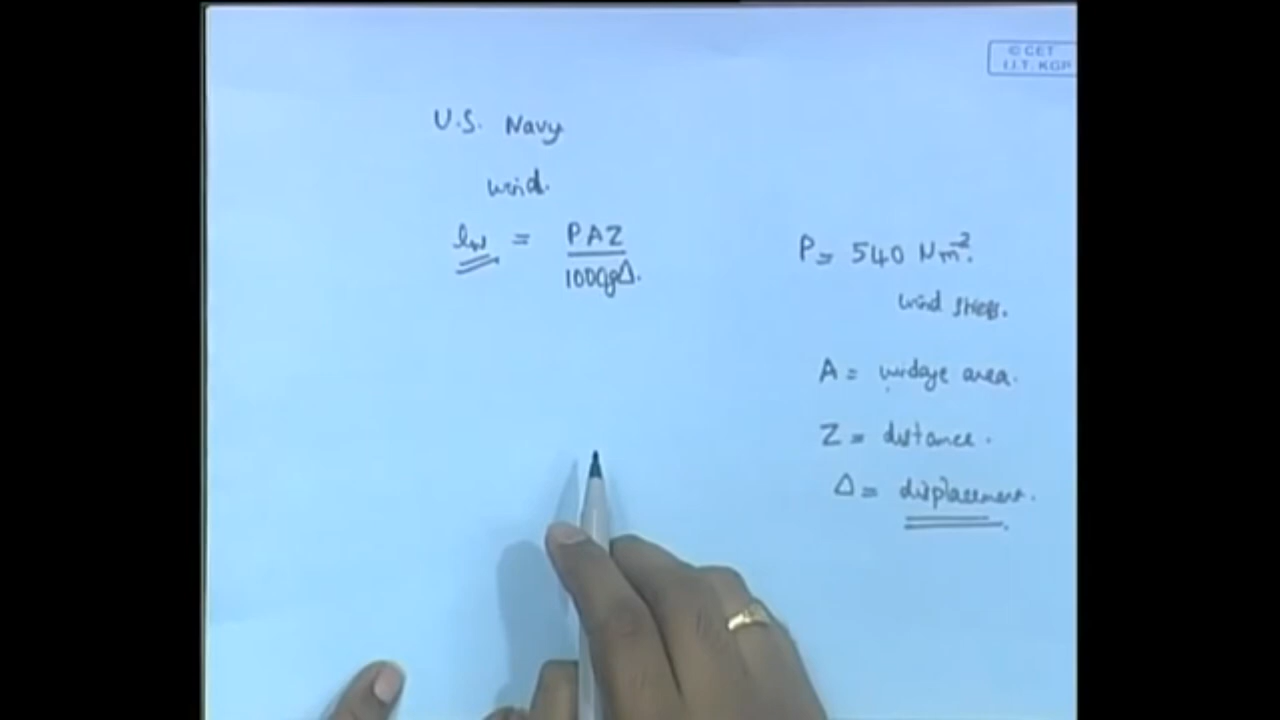 © CET
I.I.T. KGP
U.S. Navy
wind.
lw = PAZ / 1000gΔ.
P = 540 Nm⁻².
wind stress.
A = windage area.
Z = distance.
Δ = displacement.